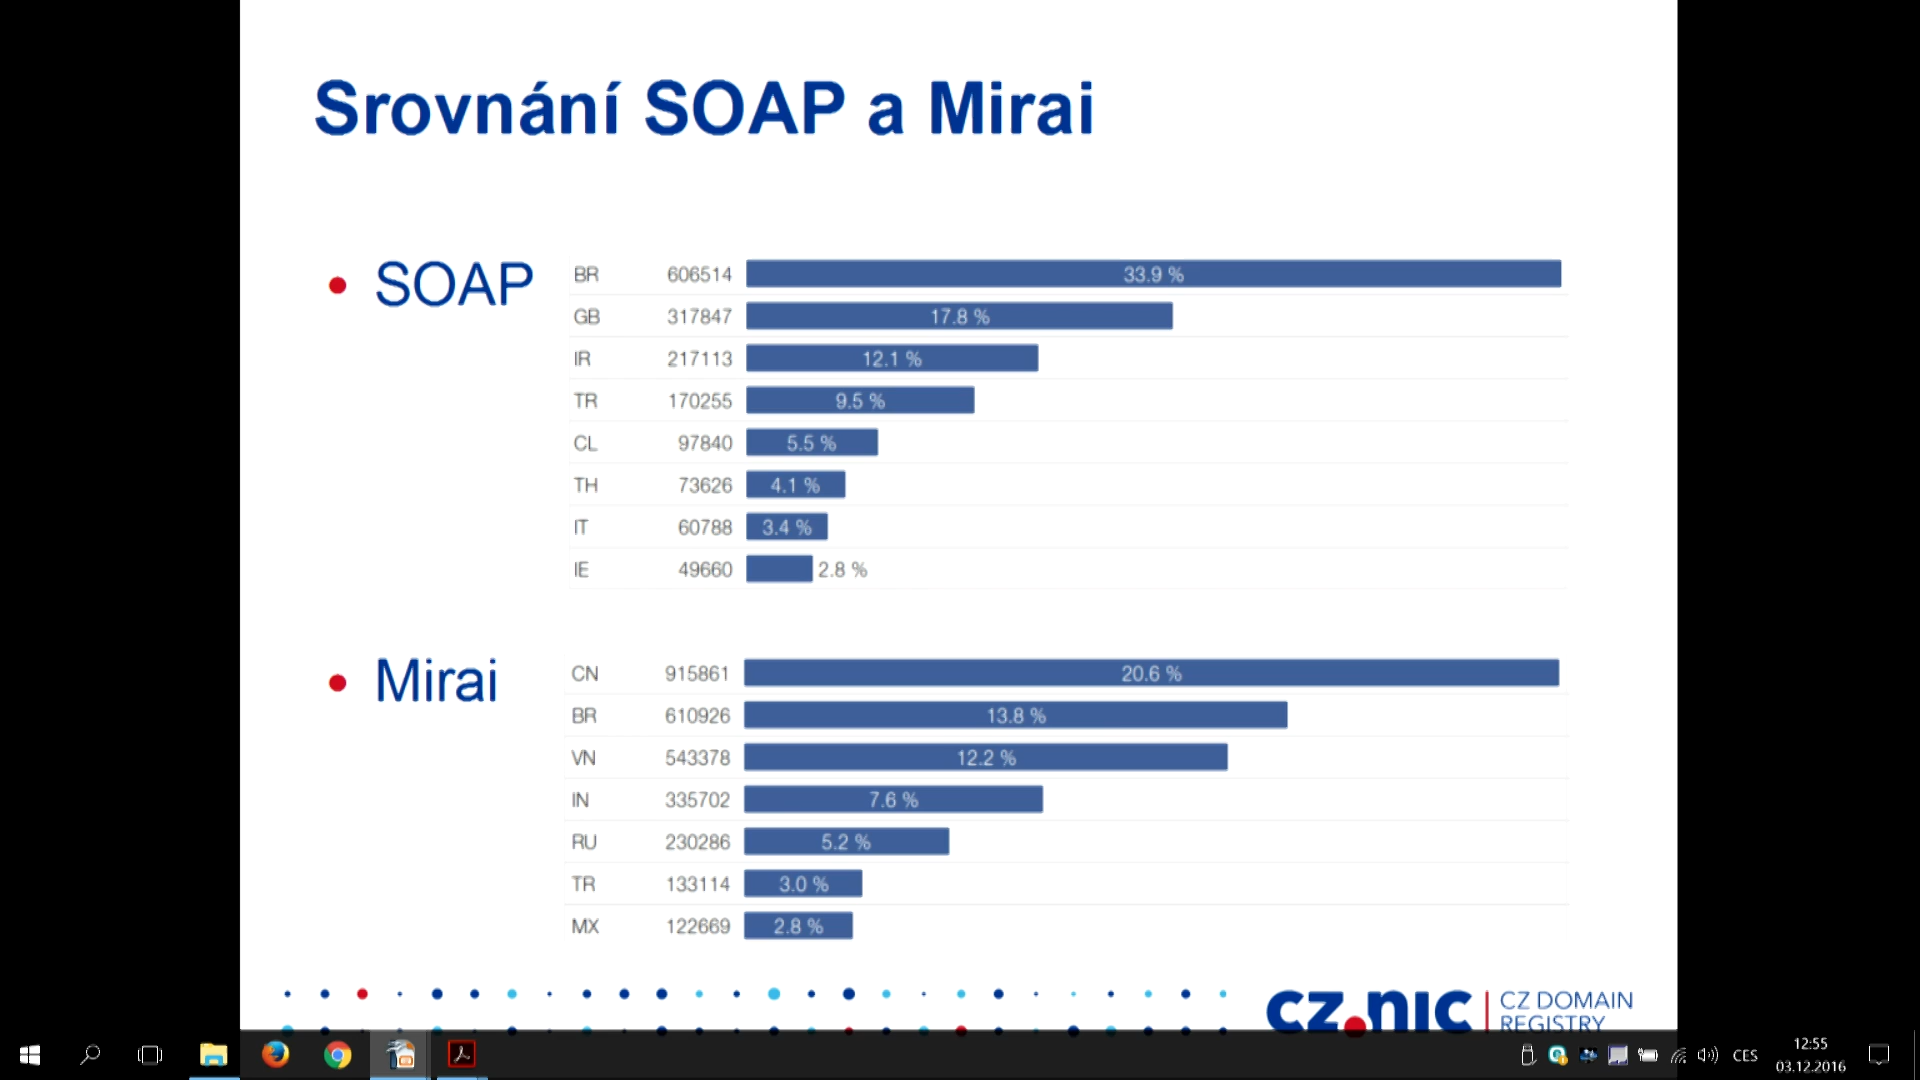 Srovnání SOAP a Mirai
• SOAP
BR 606514 33.9 %
GB 317847 17.8 %
IR 217113 12.1 %
TR 170255 9.5 %
CL 97840 5.5 %
TH 73626 4.1 %
IT 60788 3.4 %
IE 49660 2.8 %
• Mirai
CN 915861 20.6 %
BR 610926 13.8 %
VN 543378 12.2 %
IN 335702 7.6 %
RU 230286 5.2 %
TR 133114 3.0 %
MX 122669 2.8 %
cz.nic CZ DOMAIN
REGISTRY
CES
12:55
03.12.2016